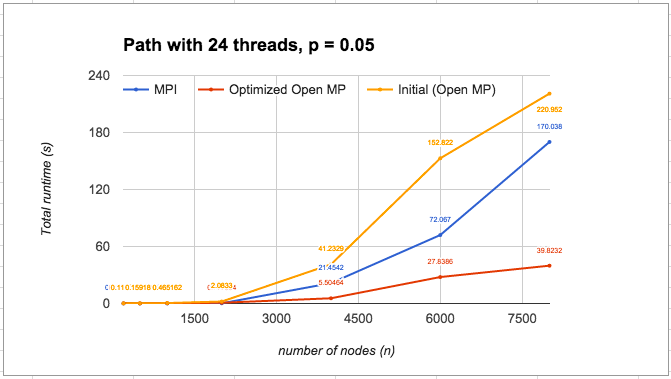 Path with 24 threads, p = 0.05
240
MPI
Optimized Open MP
Initial (Open MP)
220.952
180
170.038
152.822
Total runtime (s)
120
72.067
60
41.2329
39.8232
27.8386
21.4542
5.50464
0.11 0.15918 0.465162
2.0833
0
1500
3000
4500
6000
7500
number of nodes (n)